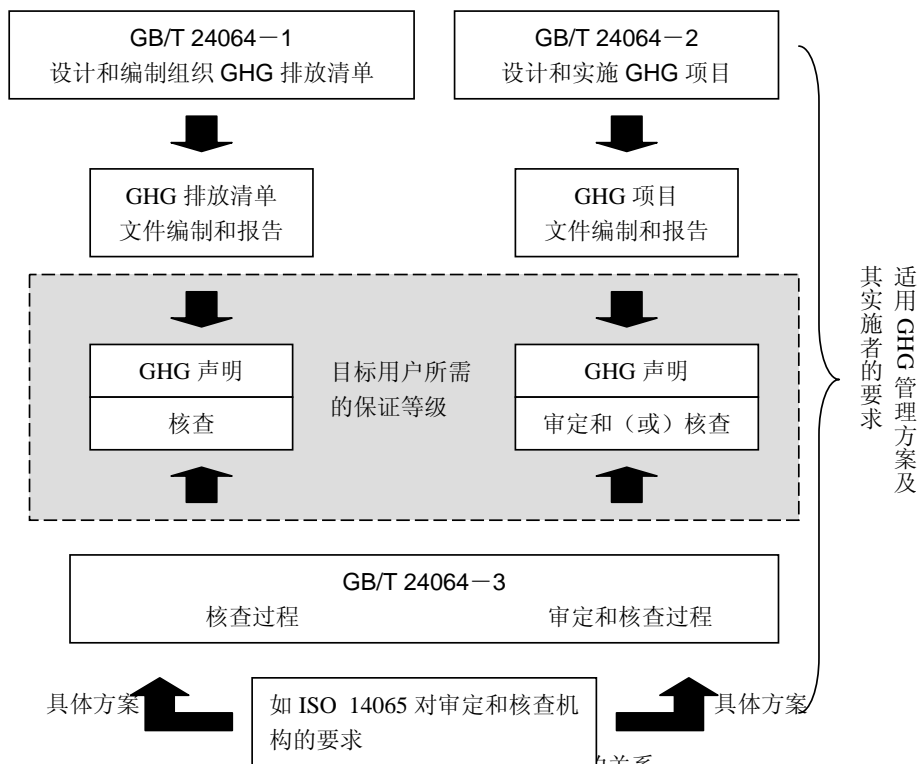 GB/T 24064－1
设计和编制组织 GHG 排放清单
GB/T 24064－2
设计和实施 GHG 项目
GHG 排放清单
文件编制和报告
GHG 项目
文件编制和报告
适用 GHG 管理方案及
其实施者的要求
GHG 声明
核查
目标用户所需
的保证等级
GHG 声明
审定和（或）核查
GB/T 24064－3
核查过程
审定和核查过程
具体方案
如 ISO 14065 对审定和核查机
构的要求
具体方案
的关系